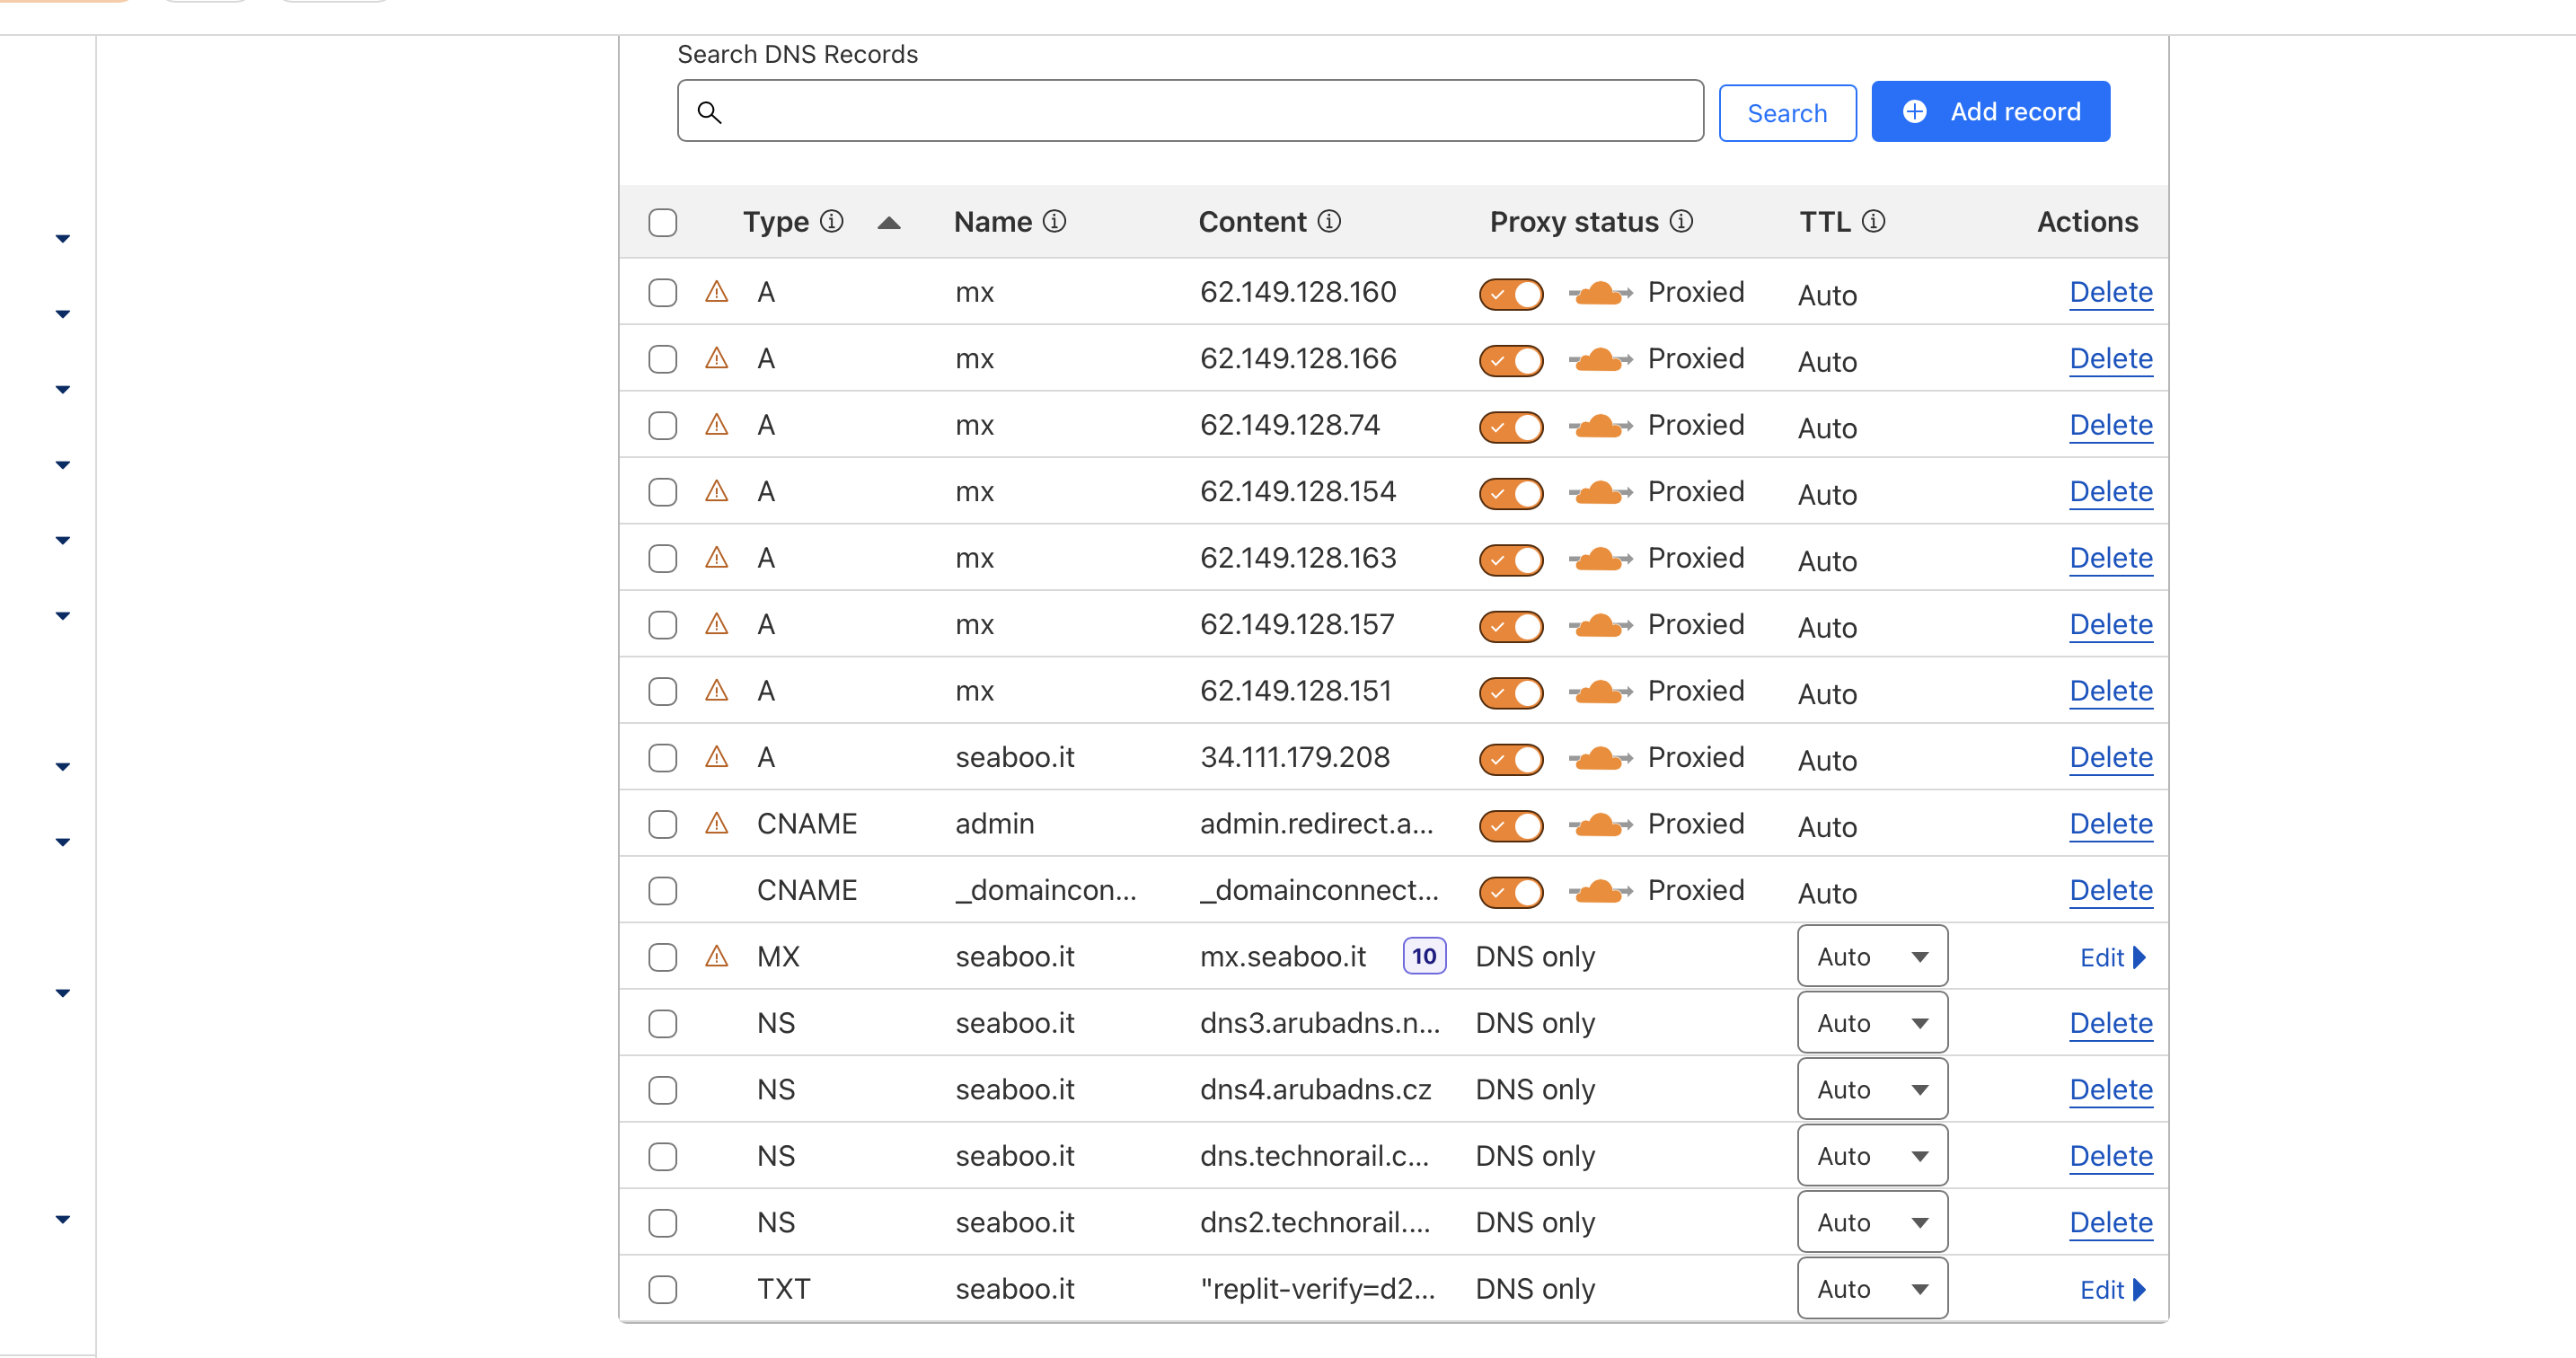 Search DNS Records
Search
Add record
Type Name Content Proxy status TTL Actions
A mx 62.149.128.160 Proxied Auto Delete
A mx 62.149.128.166 Proxied Auto Delete
A mx 62.149.128.74 Proxied Auto Delete
A mx 62.149.128.154 Proxied Auto Delete
A mx 62.149.128.163 Proxied Auto Delete
A mx 62.149.128.157 Proxied Auto Delete
A mx 62.149.128.151 Proxied Auto Delete
A seaboo.it 34.111.179.208 Proxied Auto Delete
CNAME admin admin.redirect.a... Proxied Auto Delete
CNAME _domaincon... _domainconnect... Proxied Auto Delete
MX seaboo.it mx.seaboo.it 10 DNS only Auto Edit
NS seaboo.it dns3.arubadns.n... DNS only Auto Delete
NS seaboo.it dns4.arubadns.cz DNS only Auto Delete
NS seaboo.it dns.technorail.c... DNS only Auto Delete
NS seaboo.it dns2.technorail.... DNS only Auto Delete
TXT seaboo.it "replit-verify=d2... DNS only Auto Edit